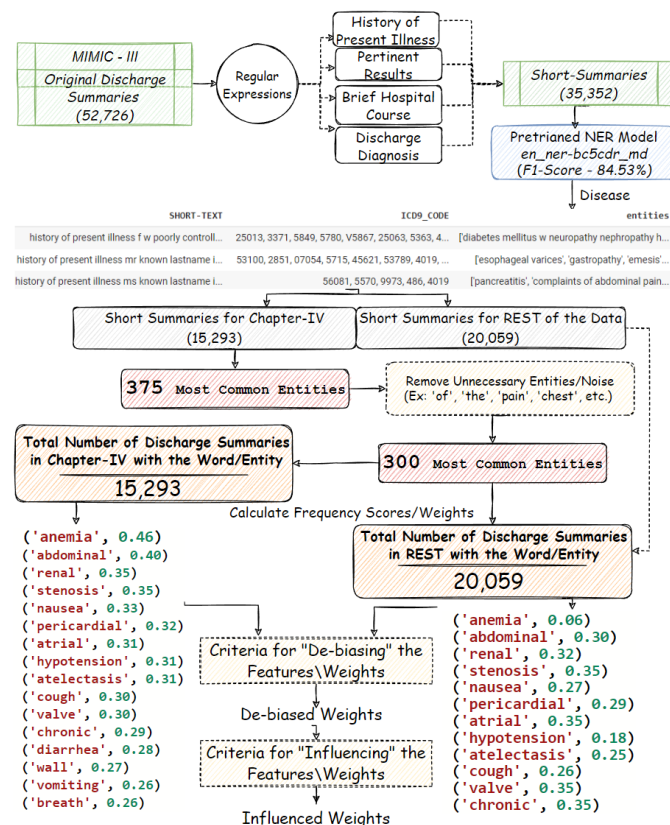 MIMIC - III
Original Discharge
Summaries
(52,726)
Regular
Expressions
History of
Present Illness
Pertinent
Results
Brief Hospital
Course
Discharge
Diagnosis
Short-Summaries
(35,352)
Pretrianed NER Model
en_ner-bc5cdr_md
(F1-Score - 84.53%)
Disease
SHORT-TEXT ICD9_CODE entities
history of present illness f w poorly controll... 25013, 3371, 5849, 5780, V5867, 25063, 5363, 4... ['diabetes mellitus w neuropathy nephropathy h...
history of present illness mr known lastname i... 53100, 2851, 07054, 5715, 45621, 53789, 4019, ... ['esophageal varices', 'gastropathy', 'emesis'...
history of present illness ms known lastname i... 56081, 5570, 9973, 486, 4019 ['pancreatitis', 'complaints of abdominal pain...
Short Summaries for Chapter-IV
(15,293)
Short Summaries for REST of the Data
(20,059)
375 Most Common Entities
Remove Unnecessary Entities/Noise
(Ex: 'of', 'the', 'pain', 'chest', etc.)
Total Number of Discharge Summaries
in Chapter-IV with the Word/Entity
15,293
300 Most Common Entities
Calculate Frequency Scores/Weights
Total Number of Discharge Summaries
in REST with the Word/Entity
20,059
('anemia', 0.46)
('abdominal', 0.40)
('renal', 0.35)
('stenosis', 0.35)
('nausea', 0.33)
('pericardial', 0.32)
('atrial', 0.31)
('hypotension', 0.31)
('atelectasis', 0.31)
('cough', 0.30)
('valve', 0.30)
('chronic', 0.29)
('diarrhea', 0.28)
('wall', 0.27)
('vomiting', 0.26)
('breath', 0.26)
Criteria for "De-biasing" the
Features\Weights
De-biased Weights
Criteria for "Influencing" the
Features\Weights
Influenced Weights
('anemia', 0.06)
('abdominal', 0.30)
('renal', 0.32)
('stenosis', 0.35)
('nausea', 0.27)
('pericardial', 0.29)
('atrial', 0.35)
('hypotension', 0.18)
('atelectasis', 0.25)
('cough', 0.26)
('valve', 0.35)
('chronic', 0.35)